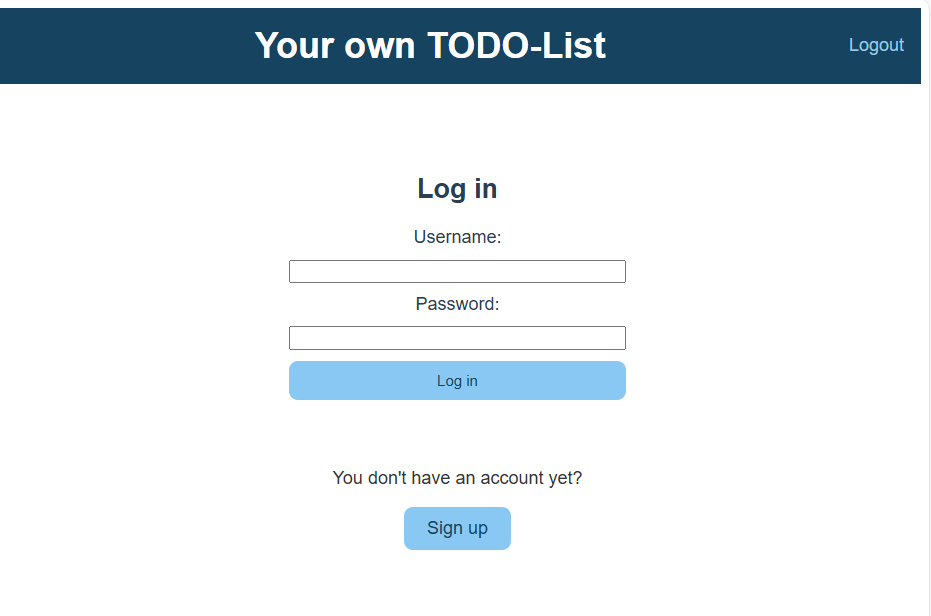 Your own TODO-List
Logout
Log in
Username:
Password:
Log in
You don't have an account yet?
Sign up